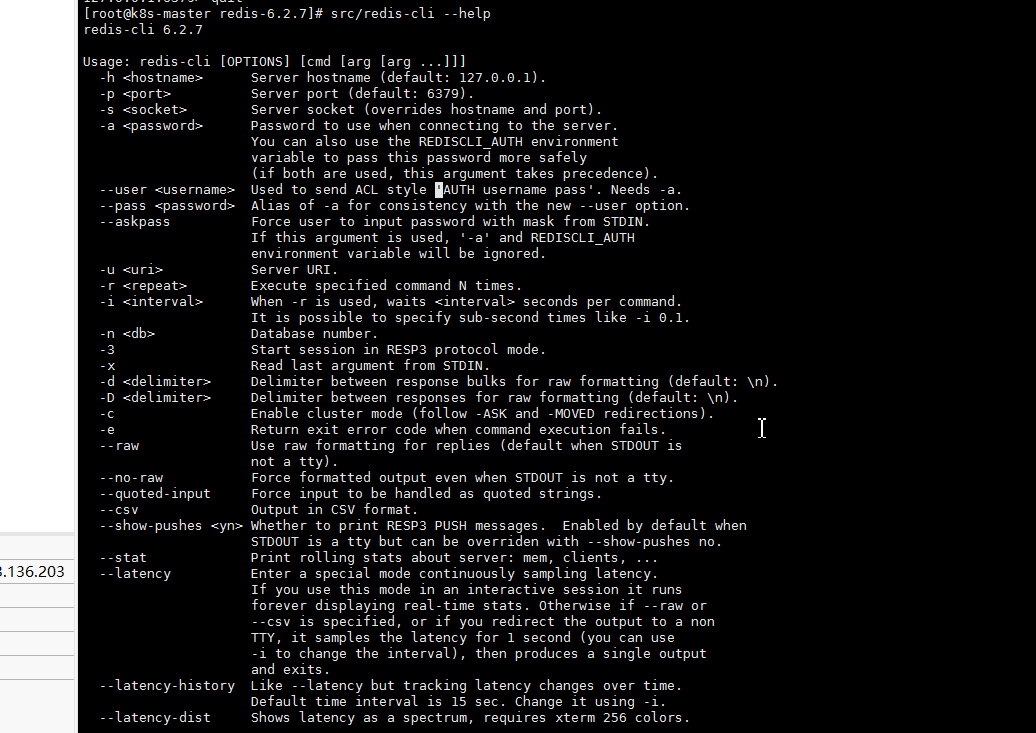 [root@k8s-master redis-6.2.7]# src/redis-cli --help
redis-cli 6.2.7
Usage: redis-cli [OPTIONS] [cmd [arg [arg ...]]]
  -h <hostname>      Server hostname (default: 127.0.0.1).
  -p <port>          Server port (default: 6379).
  -s <socket>        Server socket (overrides hostname and port).
  -a <password>      Password to use when connecting to the server.
                     You can also use the REDISCLI_AUTH environment
                     variable to pass this password more safely
                     (if both are used, this argument takes precedence).
  --user <username>  Used to send ACL style 'AUTH username pass'. Needs -a.
  --pass <password>  Alias of -a for consistency with the new --user option.
  --askpass          Force user to input password with mask from STDIN.
                     If this argument is used, '-a' and REDISCLI_AUTH
                     environment variable will be ignored.
  -u <uri>           Server URI.
  -r <repeat>        Execute specified command N times.
  -i <interval>      When -r is used, waits <interval> seconds per command.
                     It is possible to specify sub-second times like -i 0.1.
  -n <db>            Database number.
  -3                 Start session in RESP3 protocol mode.
  -x                 Read last argument from STDIN.
  -d <delimiter>     Delimiter between response bulks for raw formatting (default: \n).
  -D <delimiter>     Delimiter between responses for raw formatting (default: \n).
  -c                 Enable cluster mode (follow -ASK and -MOVED redirections).
  -e                 Return exit error code when command execution fails.
  --raw              Use raw formatting for replies (default when STDOUT is
                     not a tty).
  --no-raw           Force formatted output even when STDOUT is not a tty.
  --quoted-input     Force input to be handled as quoted strings.
  --csv              Output in CSV format.
  --show-pushes <yn> Whether to print RESP3 PUSH messages.  Enabled by default when
                     STDOUT is a tty but can be overriden with --show-pushes no.
  --stat             Print rolling stats about server: mem, clients, ...
  --latency          Enter a special mode continuously sampling latency.
                     If you use this mode in an interactive session it runs
                     forever displaying real-time stats. Otherwise if --raw or
                     --csv is specified, or if you redirect the output to a non
                     TTY, it samples the latency for 1 second (you can use
                     -i to change the interval), then produces a single output
                     and exits.
  --latency-history  Like --latency but tracking latency changes over time.
                     Default time interval is 15 sec. Change it using -i.
  --latency-dist     Shows latency as a spectrum, requires xterm 256 colors.
.136.203